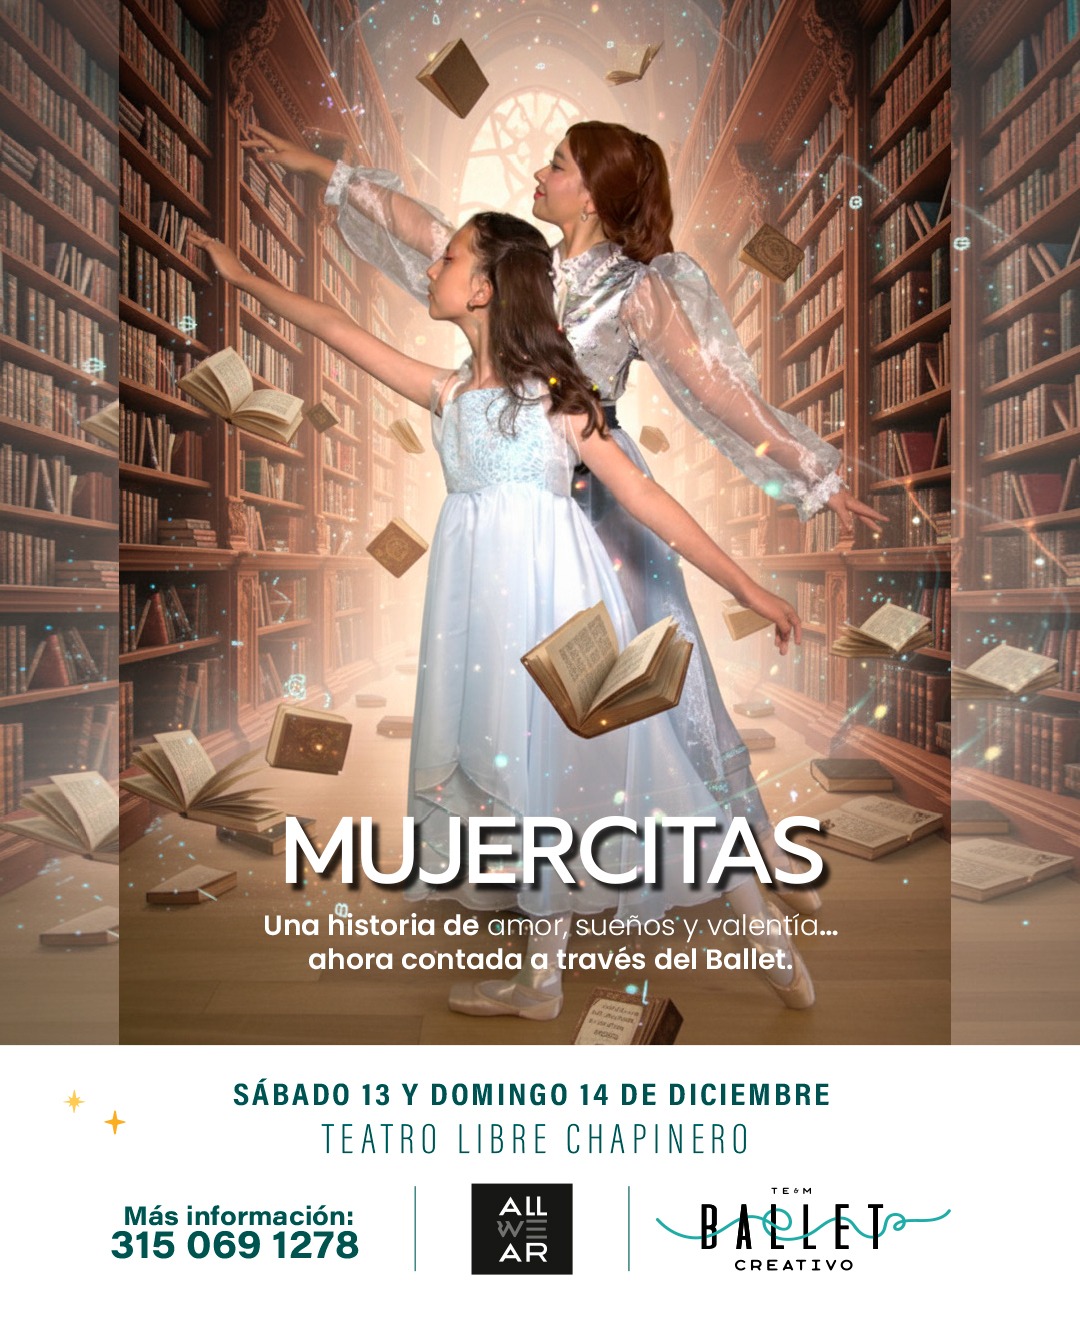 MUJERCITAS
Una historia de amor, sueños y valentía...
ahora contada a través del Ballet.
SÁBADO 13 Y DOMINGO 14 DE DICIEMBRE
TEATRO LIBRE CHAPINERO
Más información:
315 069 1278
ALL
WE
AR
TE&M
BALLET
CREATIVO